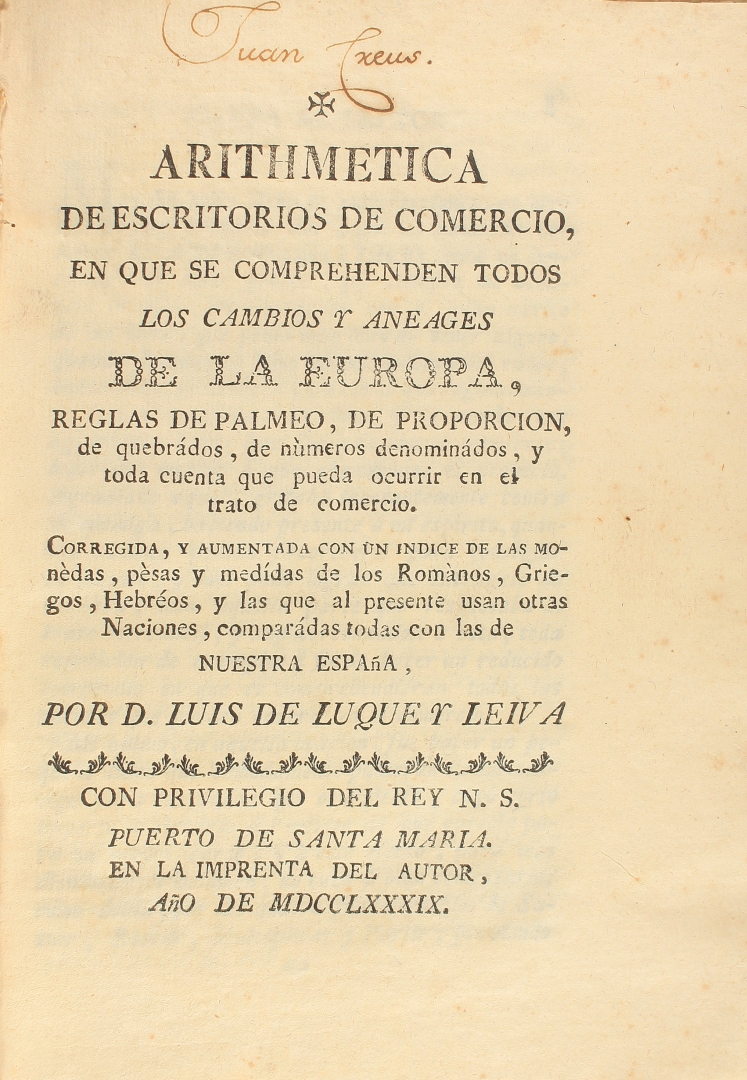 Juan Creus.
✠
ARITHMETICA
DE ESCRITORIOS DE COMERCIO,
EN QUE SE COMPREHENDEN TODOS
LOS CAMBIOS Y ANEAGES
DE LA EUROPA,
REGLAS DE PALMEO, DE PROPORCION,
de quebrádos, de nùmeros denominádos, y
toda cuenta que pueda ocurrir en el
trato de comercio.
CORREGIDA, Y AUMENTADA CON ÙN INDICE DE LAS MO-
nèdas, pèsas y medídas de los Romànos, Grie-
gos, Hebréos, y las que al presente usan otras
Naciones, comparádas todas con las de
NUESTRA ESPAñA,
POR D. LUIS DE LUQUE Y LEIVA
CON PRIVILEGIO DEL REY N. S.
PUERTO DE SANTA MARIA.
EN LA IMPRENTA DEL AUTOR,
AñO DE MDCCLXXXIX.